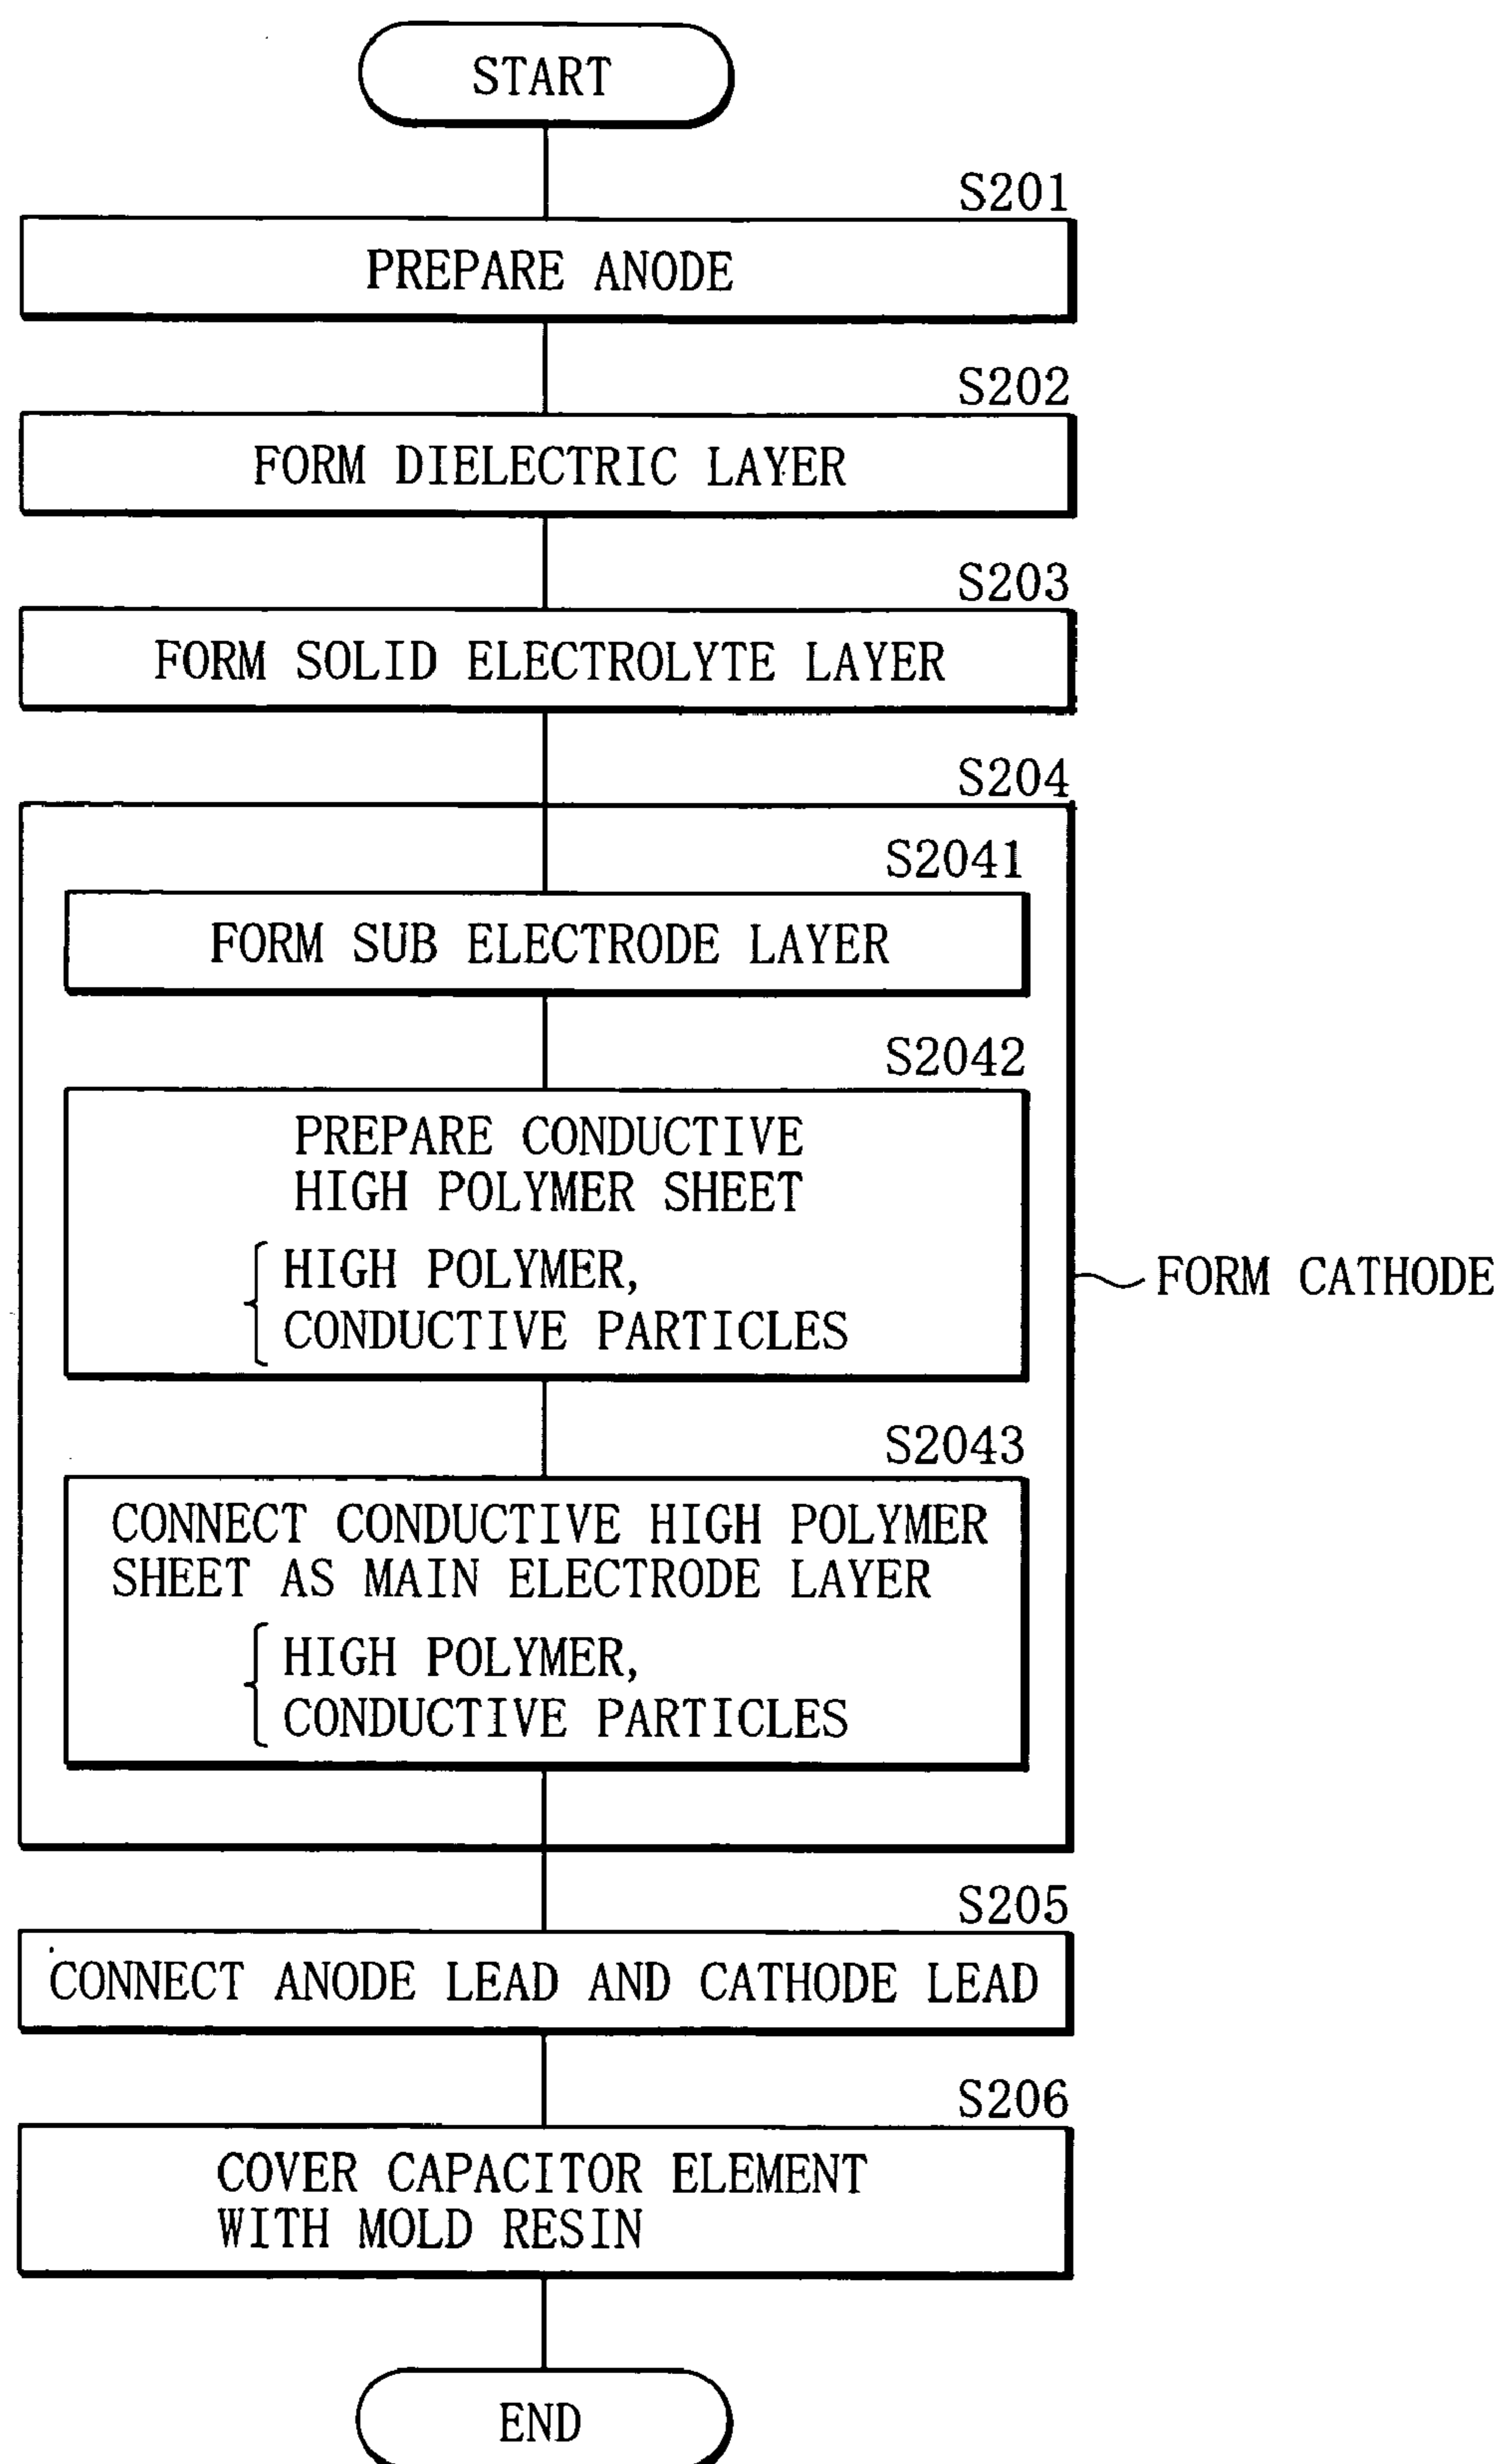 START
S201
PREPARE ANODE
S202
FORM DIELECTRIC LAYER
S203
FORM SOLID ELECTROLYTE LAYER
S204
S2041
FORM SUB ELECTRODE LAYER
S2042
PREPARE CONDUCTIVE
HIGH POLYMER SHEET
HIGH POLYMER,
CONDUCTIVE PARTICLES
FORM CATHODE
S2043
CONNECT CONDUCTIVE HIGH POLYMER
SHEET AS MAIN ELECTRODE LAYER
HIGH POLYMER,
CONDUCTIVE PARTICLES
S205
CONNECT ANODE LEAD AND CATHODE LEAD
S206
COVER CAPACITOR ELEMENT
WITH MOLD RESIN
END